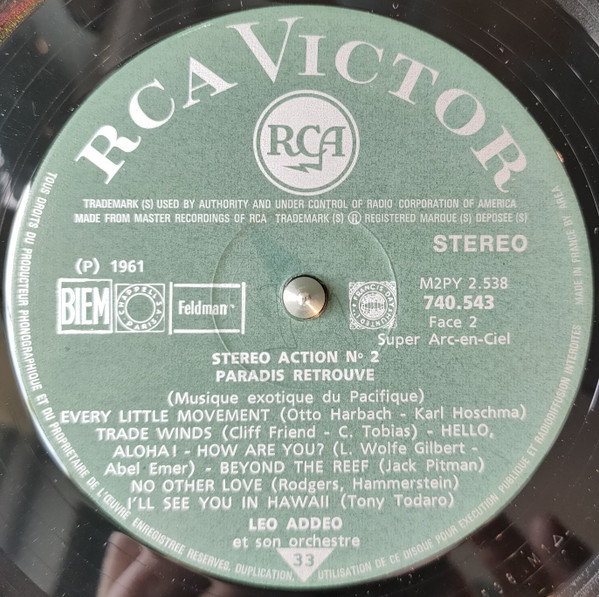 RCA VICTOR
RCA
TRADEMARK (S) USED BY AUTHORITY AND UNDER CONTROL OF RADIO CORPORATION OF AMERICA
MADE FROM MASTER RECORDINGS OF RCA TRADEMARK (S) ® REGISTERED MARQUE (S) DEPOSEE (S)
STEREO
(P) 1961
BIEM
CHAPPELL S.A. PARIS
Feldman
M2PY 2.538
740.543
Face 2
Super Arc-en-Ciel
STEREO ACTION No 2
PARADIS RETROUVE
(Musique exotique du Pacifique)
EVERY LITTLE MOVEMENT (Otto Harbach - Karl Hoschma)
TRADE WINDS (Cliff Friend - C. Tobias) - HELLO,
ALOHA! - HOW ARE YOU? (L. Wolfe Gilbert -
Abel Emer) - BEYOND THE REEF (Jack Pitman)
NO OTHER LOVE (Rodgers, Hammerstein)
I'LL SEE YOU IN HAWAII (Tony Todaro)
LEO ADDEO
et son orchestre
33
TOUS DROITS DU PRODUCTEUR PHONOGRAPHIQUE ET DU PROPRIETAIRE DE L'ŒUVRE ENREGISTREE RESERVES. DUPLICATION, UTILISATION DE CE DISQUE POUR EXECUTION PUBLIQUE ET RADIODIFFUSION INTERDITES
MADE IN FRANCE BY AREA